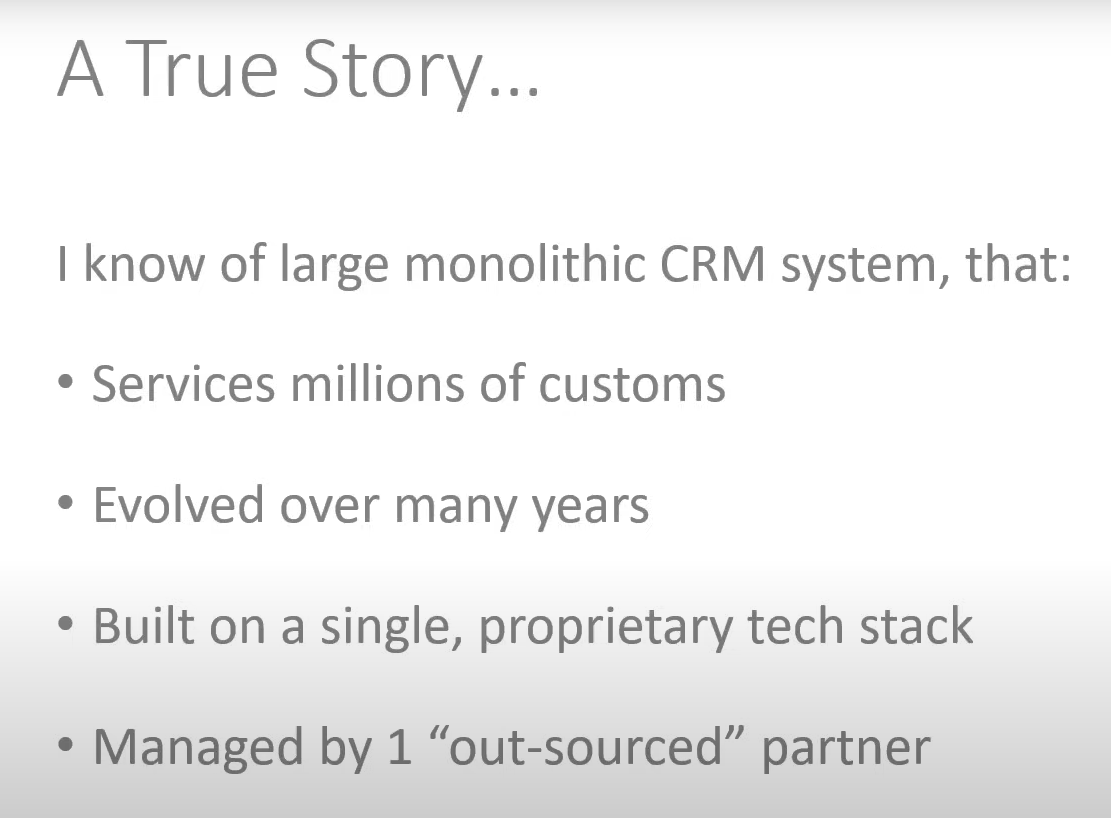 A True Story...
I know of large monolithic CRM system, that:
• Services millions of customs
• Evolved over many years
• Built on a single, proprietary tech stack
• Managed by 1 “out-sourced” partner